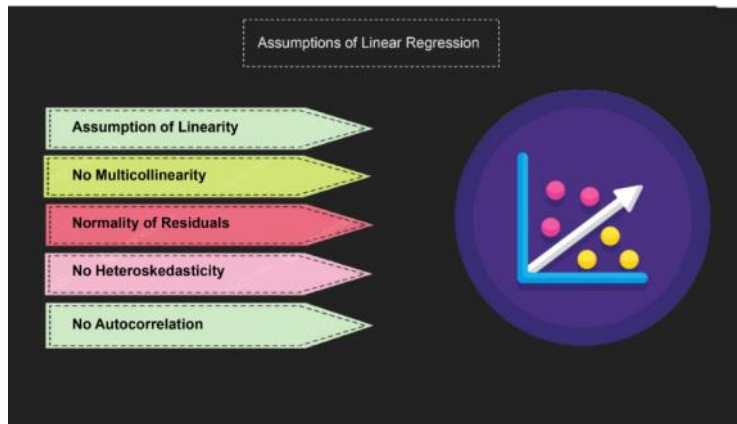 Assumptions of Linear Regression
Assumption of Linearity
No Multicollinearity
Normality of Residuals
No Heteroskedasticity
No Autocorrelation